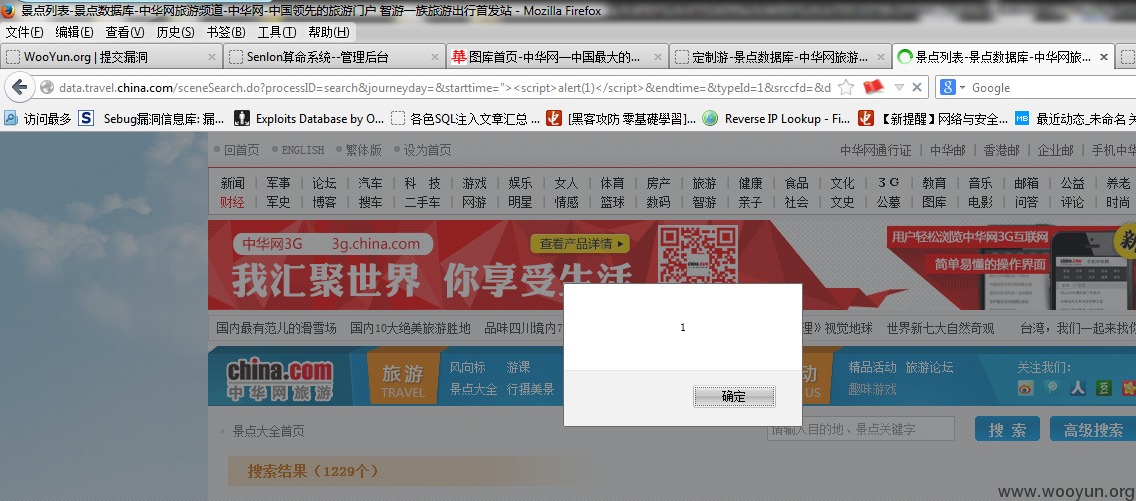 景点列表-景点数据库-中华网旅游频道-中华网-中国领先的旅游门户 智游一族旅游出行首发站 - Mozilla Firefox
文件(F) 编辑(E) 查看(V) 历史(S) 书签(B) 工具(T) 帮助(H)
WooYun.org | 提交漏洞 Senlon算命系统--管理后台 图库首页-中华网—中国最大的... 定制游-景点数据库-中华网旅游... 景点列表-景点数据库-中华网旅...
data.travel.china.com/sceneSearch.do?processID=search&journeyday=&starttime="><script>alert(1)</script>&endtime=&typeId=1&srccfd=&d Google
访问最多 Sebug漏洞信息库: 漏... Exploits Database by O... 各色SQL注入文章汇总 ... [黑客攻防 零基礎學習]... Reverse IP Lookup - Fi... 【新提醒】网络与安全... 最近动态_未命名
回首页 ENGLISH 繁体版 设为首页 中华网通行证 | 中华邮 | 香港邮 | 企业邮 | 手机中华
新闻 军事 论坛 汽车 科 技 游戏 娱乐 女人 体育 房产 旅游 健康 食品 文化 3G 教育 音乐 邮箱 公益 养老
财经 军史 博客 搜车 二手车 网游 明星 情感 篮球 数码 智游 亲子 社会 文史 公墓 图库 电影 问答 评论 时尚
中华网3G 3g.china.com 查看产品详情 用户轻松浏览中华网3G互联网
我汇聚世界 你享受生活 简单易懂的操作界面
国内最有范儿的滑雪场 国内10大绝美旅游胜地 品味四川境内7 理》视觉地球 世界新七大自然奇观 台湾，我们一起来找
1
china.com 中华网旅游 旅游 TRAVEL 风向标 游课 精品活动 旅游论坛 关注我们:
景点大全 行摄美景 动 US 趣味游戏
确定
景点大全首页 请输入目的地、景点关键字 搜 索 高级搜索
搜索结果（1229个）
www.wooyun.org